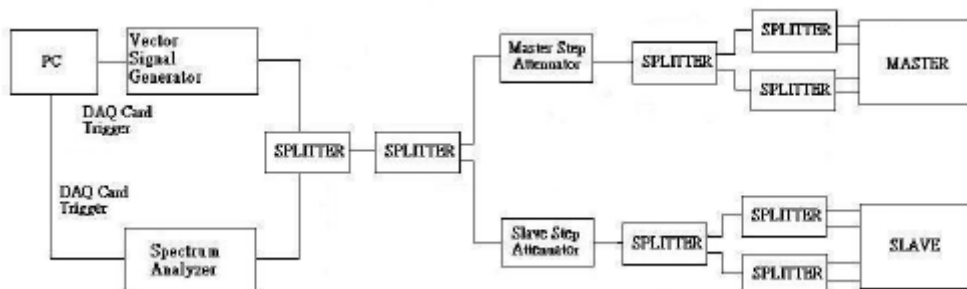 PC
Vector
Signal
Generator
DAQ Card
Trigger
DAQ Card
Trigger
Spectrum
Analyzer
SPLITTER
SPLITTER
Master Step
Attenuator
SPLITTER
SPLITTER
SPLITTER
MASTER
Slave Step
Attenuator
SPLITTER
SPLITTER
SPLITTER
SLAVE